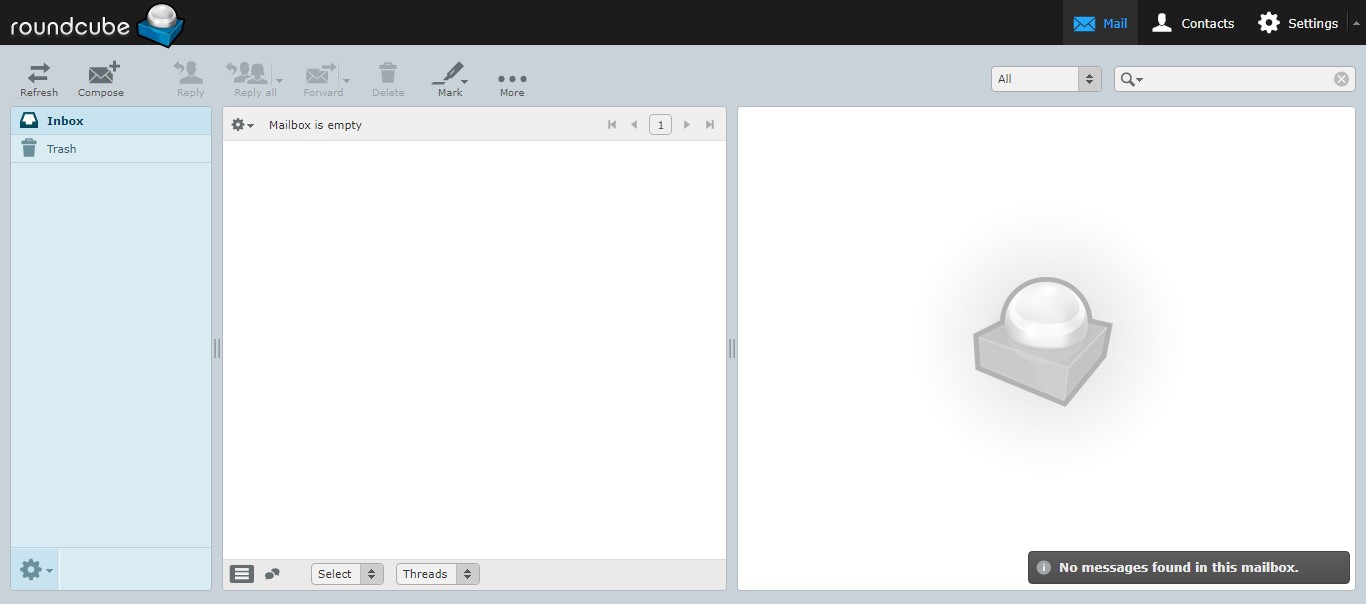 roundcube
Mail Contacts Settings
Refresh Compose Reply Reply all Forward Delete Mark More
All
Inbox
Trash
Mailbox is empty 1
Select Threads
No messages found in this mailbox.